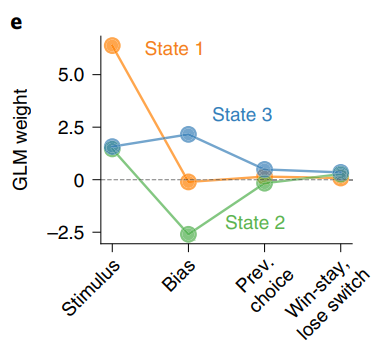 e
State 1
5.0
State 3
2.5
GLM weight
0
State 2
–2.5
Stimulus
Bias
Prev.
choice
Win-stay,
lose switch